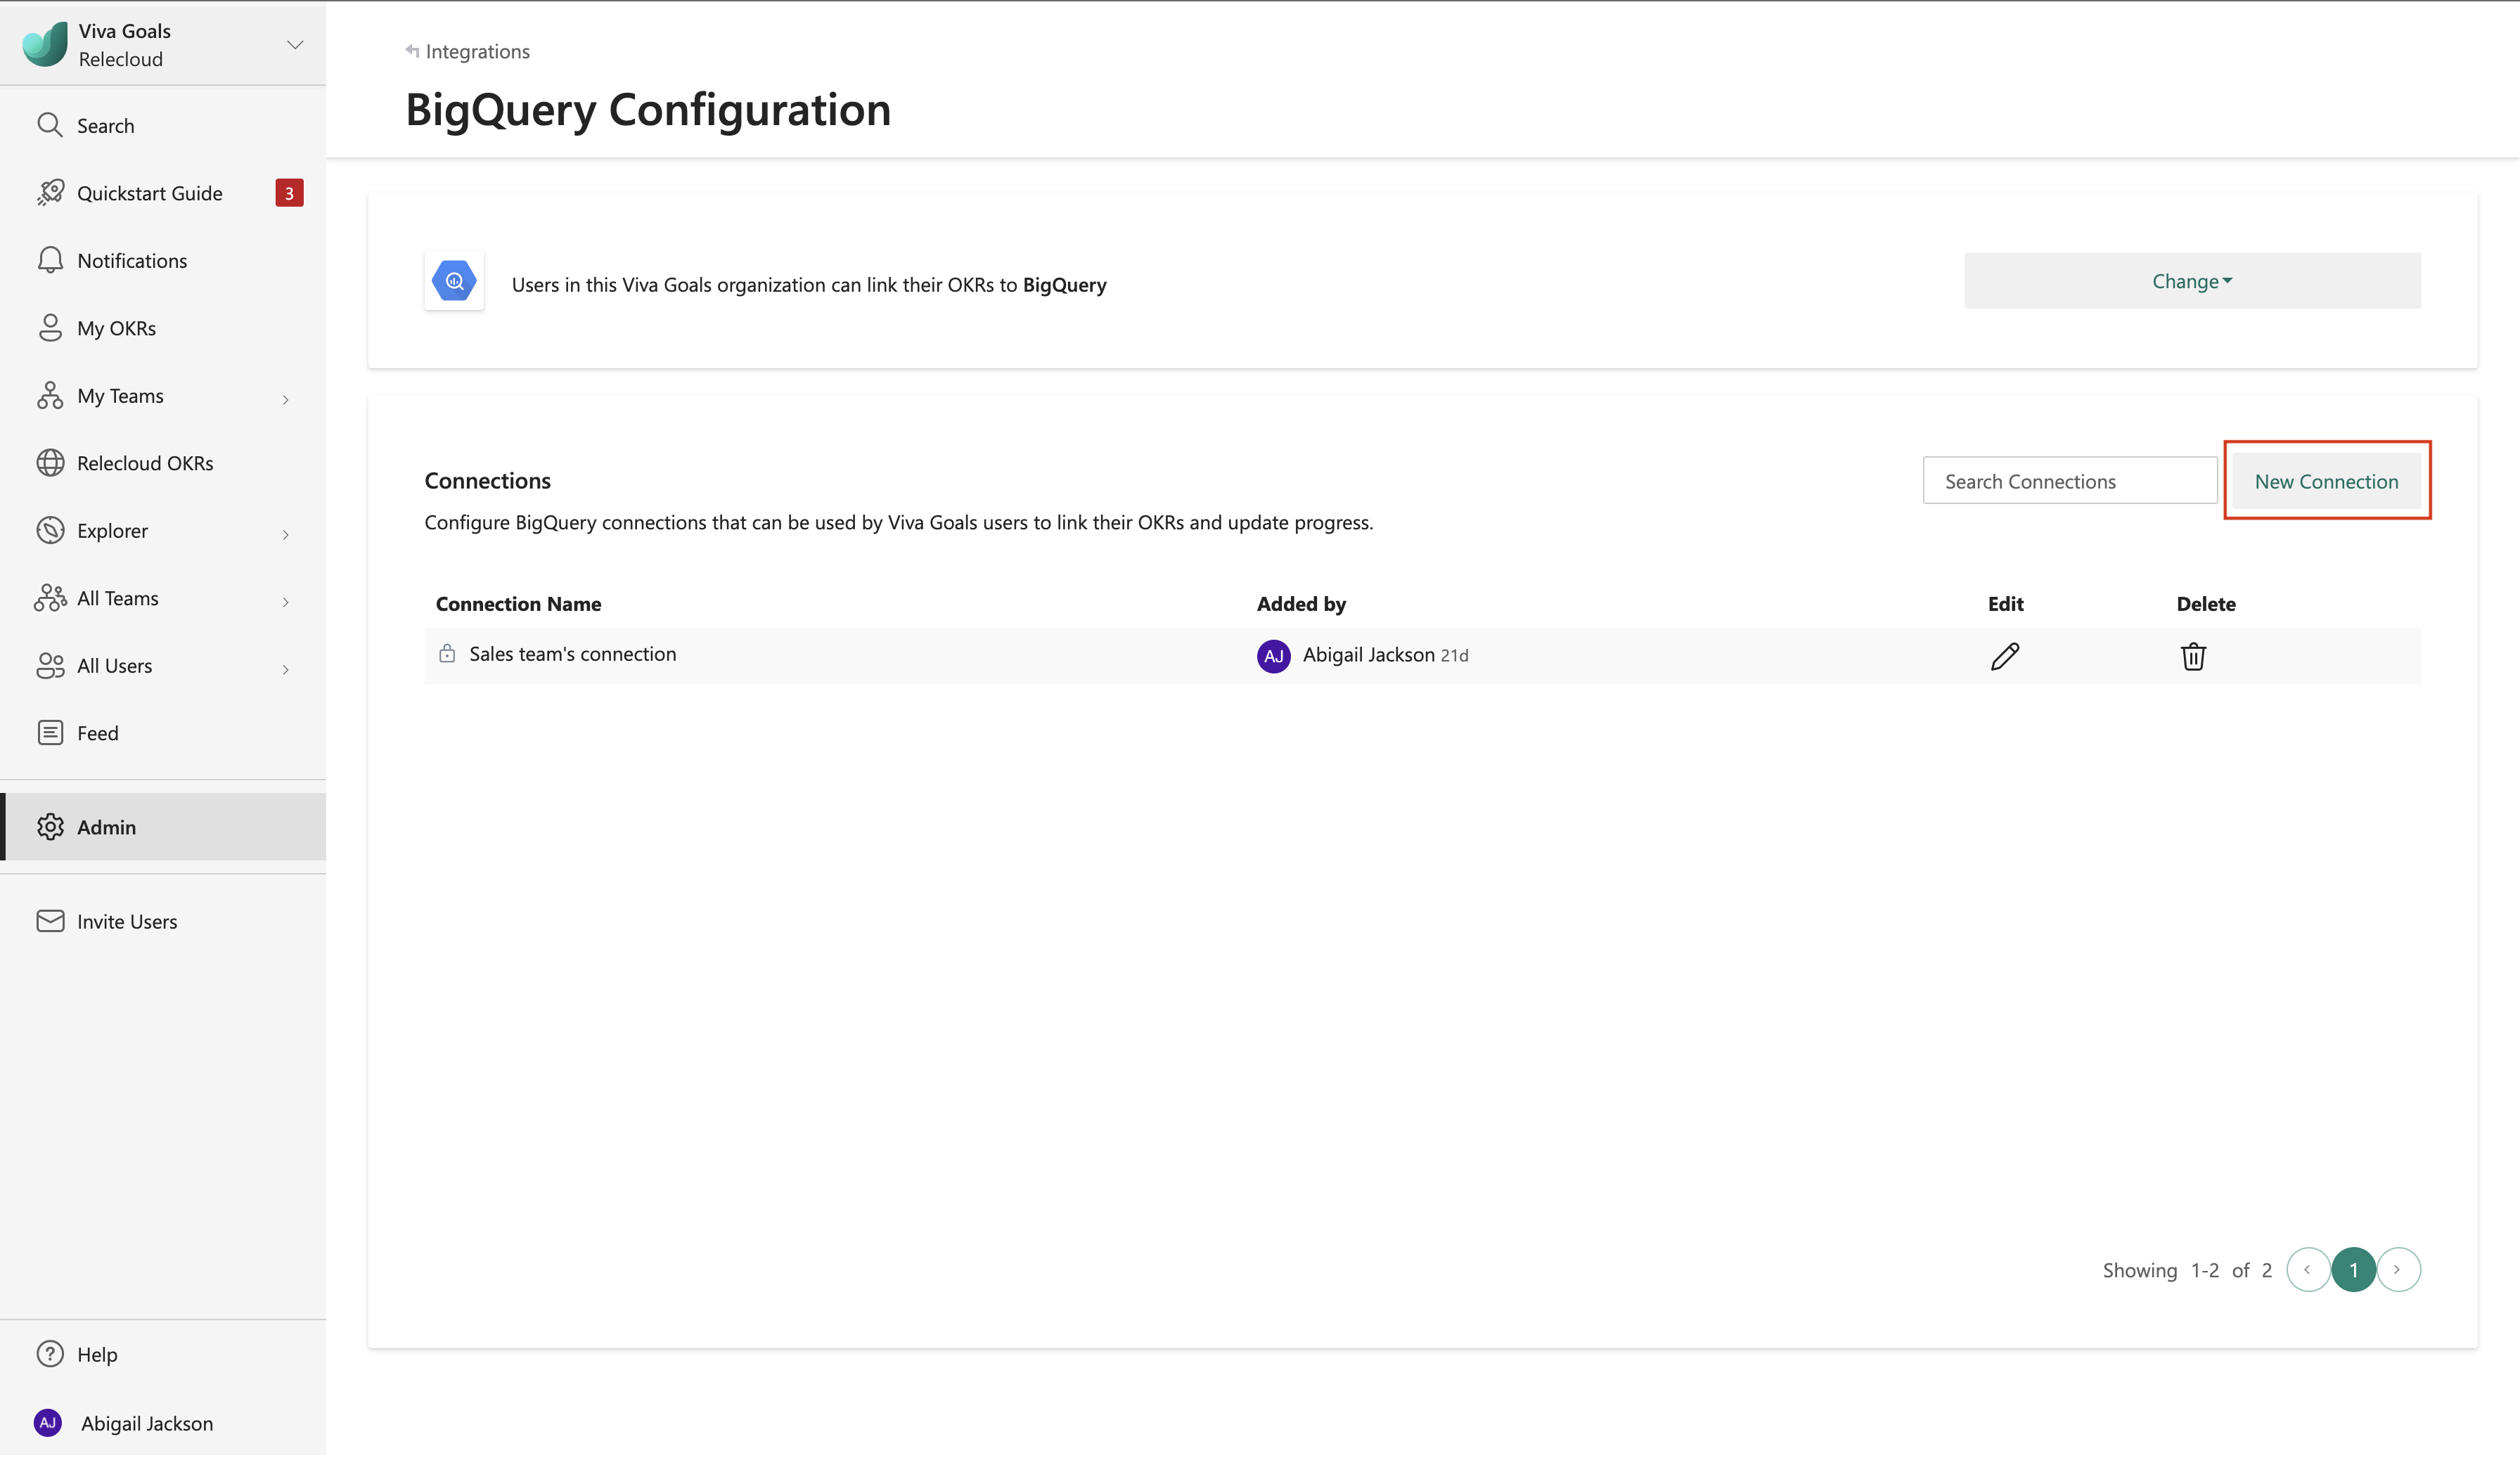 Viva Goals
Relecloud
Search
Quickstart Guide 3
Notifications
My OKRs
My Teams
Relecloud OKRs
Explorer
All Teams
All Users
Feed
Admin
Invite Users
Help
AJ Abigail Jackson
Integrations
BigQuery Configuration
Users in this Viva Goals organization can link their OKRs to BigQuery
Change
Connections
Search Connections
New Connection
Configure BigQuery connections that can be used by Viva Goals users to link their OKRs and update progress.
Connection Name Added by Edit Delete
Sales team's connection AJ Abigail Jackson 21d
Showing 1-2 of 2 1